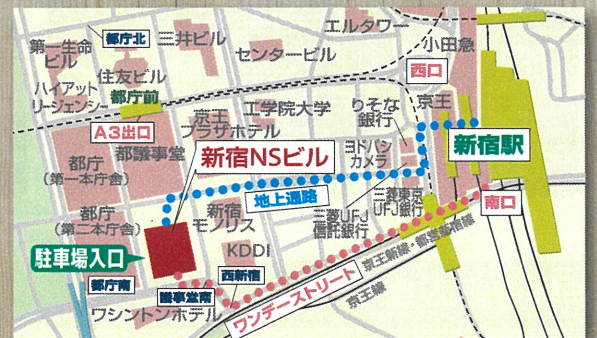 エルタワー
都庁北
三井ビル
第一生命
ビル
センタービル
小田急
住友ビル
西口
ハイアット
リージェンシー
都庁前
京王
プラザホテル
工学院大学
りそな
銀行
京王
A3出口
新宿駅
都議事堂
新宿NSビル
ヨドバシ
カメラ
都庁
(第一本庁舎)
地上通路
三菱東京
UFJ銀行
南口
都庁
(第二本庁舎)
新宿
モノリス
三菱UFJ
信託銀行
駐車場入口
KDDI
京王新線・都営新宿線
都庁南
西新宿
議事堂南
ワンデーストリート
京王線
ワシントンホテル